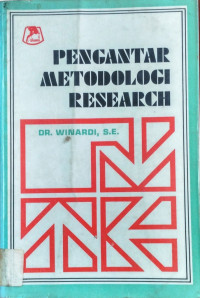 PENGANTAR
METODOLOGI
RESEARCH
DR. WINARDI, S.E.